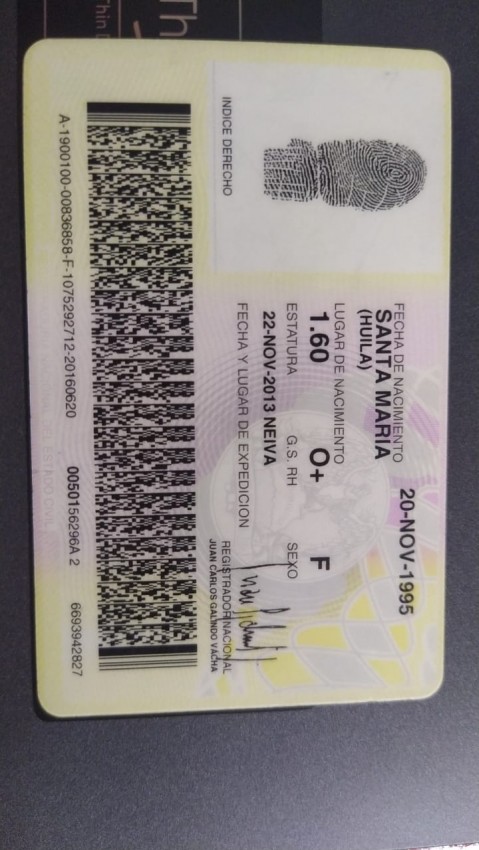 FECHA DE NACIMIENTO 20-NOV-1995
SANTA MARIA
(HUILA)
LUGAR DE NACIMIENTO
1.60 O+ F
ESTATURA G.S. RH SEXO
22-NOV-2013 NEIVA
FECHA Y LUGAR DE EXPEDICION
INDICE DERECHO
REGISTRADOR NACIONAL
JUAN CARLOS GALINDO VACHA
A-1900100-00836858-F-1075292712-20160620 0050156296A 2 6693942827